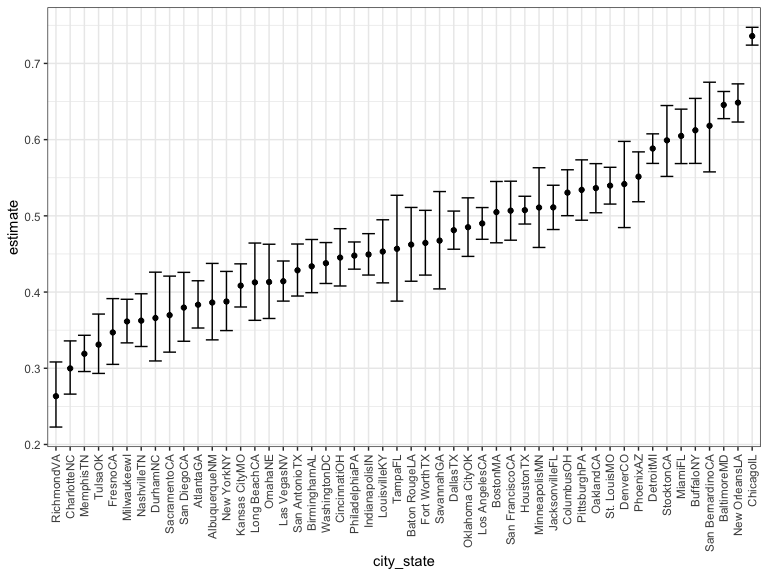 0.7
0.6
0.5
0.4
0.3
0.2
estimate
RichmondVA
CharlotteNC
MemphisTN
TulsaOK
FresnoCA
MilwaukeewI
NashvilleTN
DurhamNC
SacramentoCA
San DiegoCA
AtlantaGA
AlbuquerqueNM
New YorkNY
Kansas CityMO
Long BeachCA
OmahaNE
Las VegasNV
San AntonioTX
BirminghamAL
WashingtonDC
CincinnatiOH
PhiladelphiaPA
IndianapolisIN
LouisvilleKY
TampaFL
Baton RougeLA
Fort WorthTX
SavannahGA
DallasTX
Oklahoma CityOK
Los AngelesCA
BostonMA
San FranciscoCA
HoustonTX
MinneapolisMN
JacksonvilleFL
ColumbusOH
PittsburghPA
OaklandCA
St. LouisMO
DenverCO
PhoenixAZ
DetroitMI
StocktonCA
MiamiFL
BuffaloNY
San BernardinoCA
BaltimoreMD
New OrleansLA
ChicagoIL
city_state